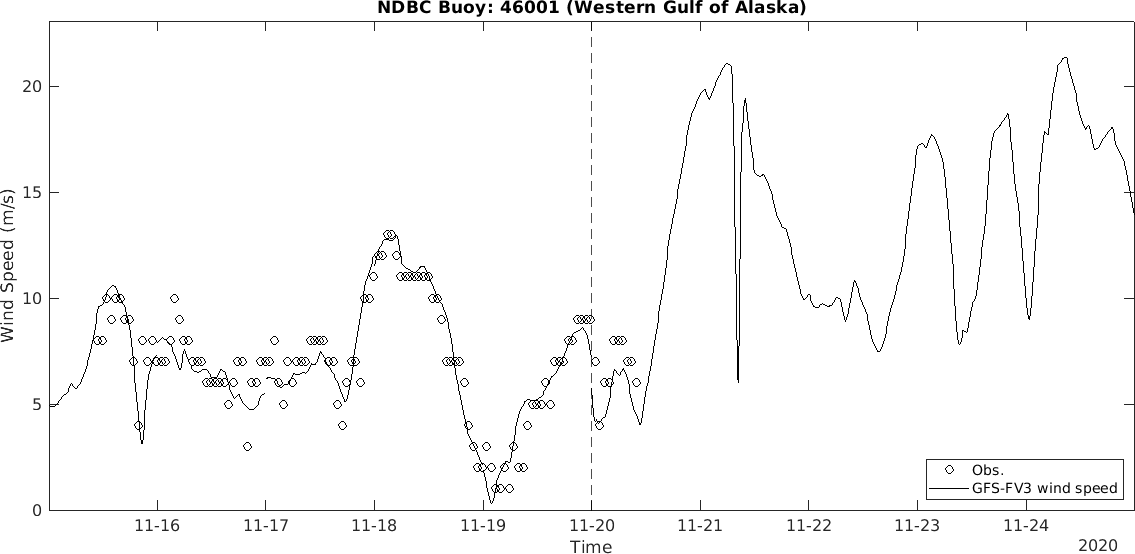 NDBC Buoy: 46001 (Western Gulf of Alaska)
Wind Speed (m/s)
20
15
10
5
0
Obs.
GFS-FV3 wind speed
11-16 11-17 11-18 11-19 11-20 11-21 11-22 11-23 11-24
Time
2020